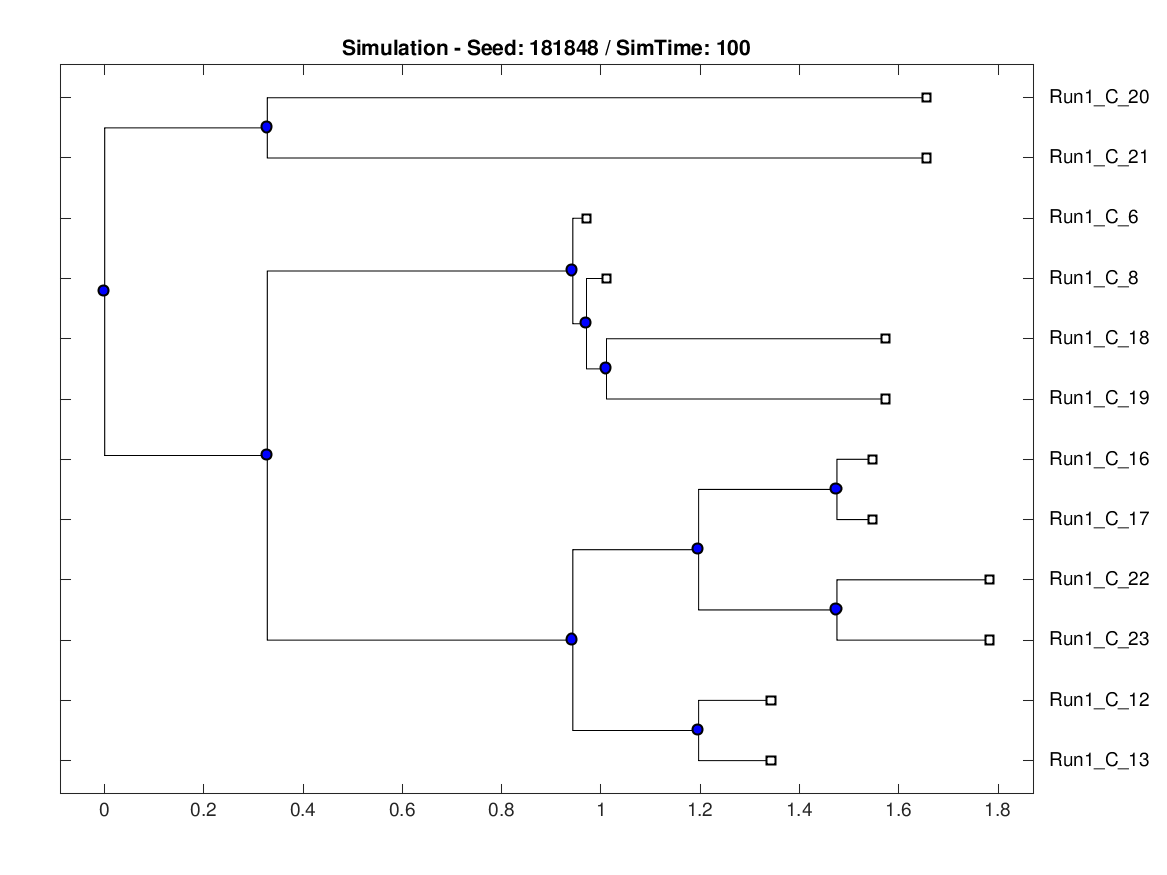 Simulation - Seed: 181848 / SimTime: 100
Run1_C_20
Run1_C_21
Run1_C_6
Run1_C_8
Run1_C_18
Run1_C_19
Run1_C_16
Run1_C_17
Run1_C_22
Run1_C_23
Run1_C_12
Run1_C_13
0 0.2 0.4 0.6 0.8 1 1.2 1.4 1.6 1.8